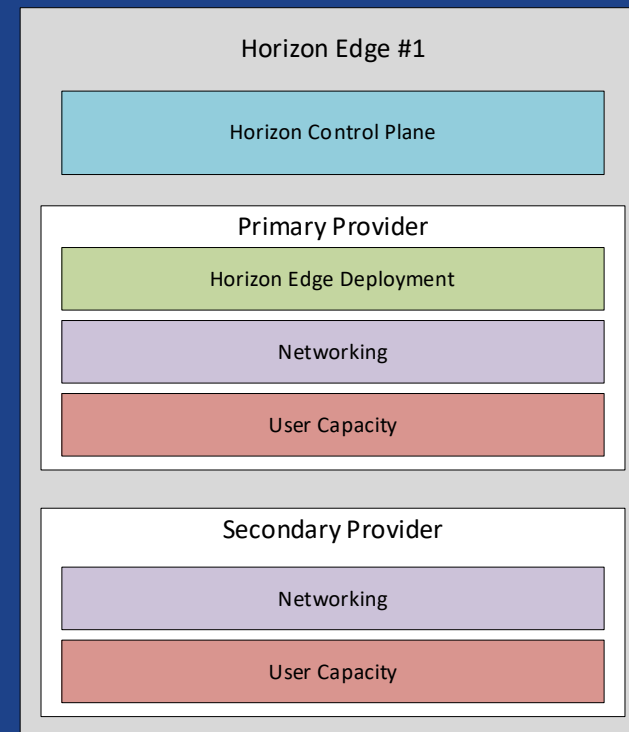 Horizon Edge #1
Horizon Control Plane
Primary Provider
Horizon Edge Deployment
Networking
User Capacity
Secondary Provider
Networking
User Capacity